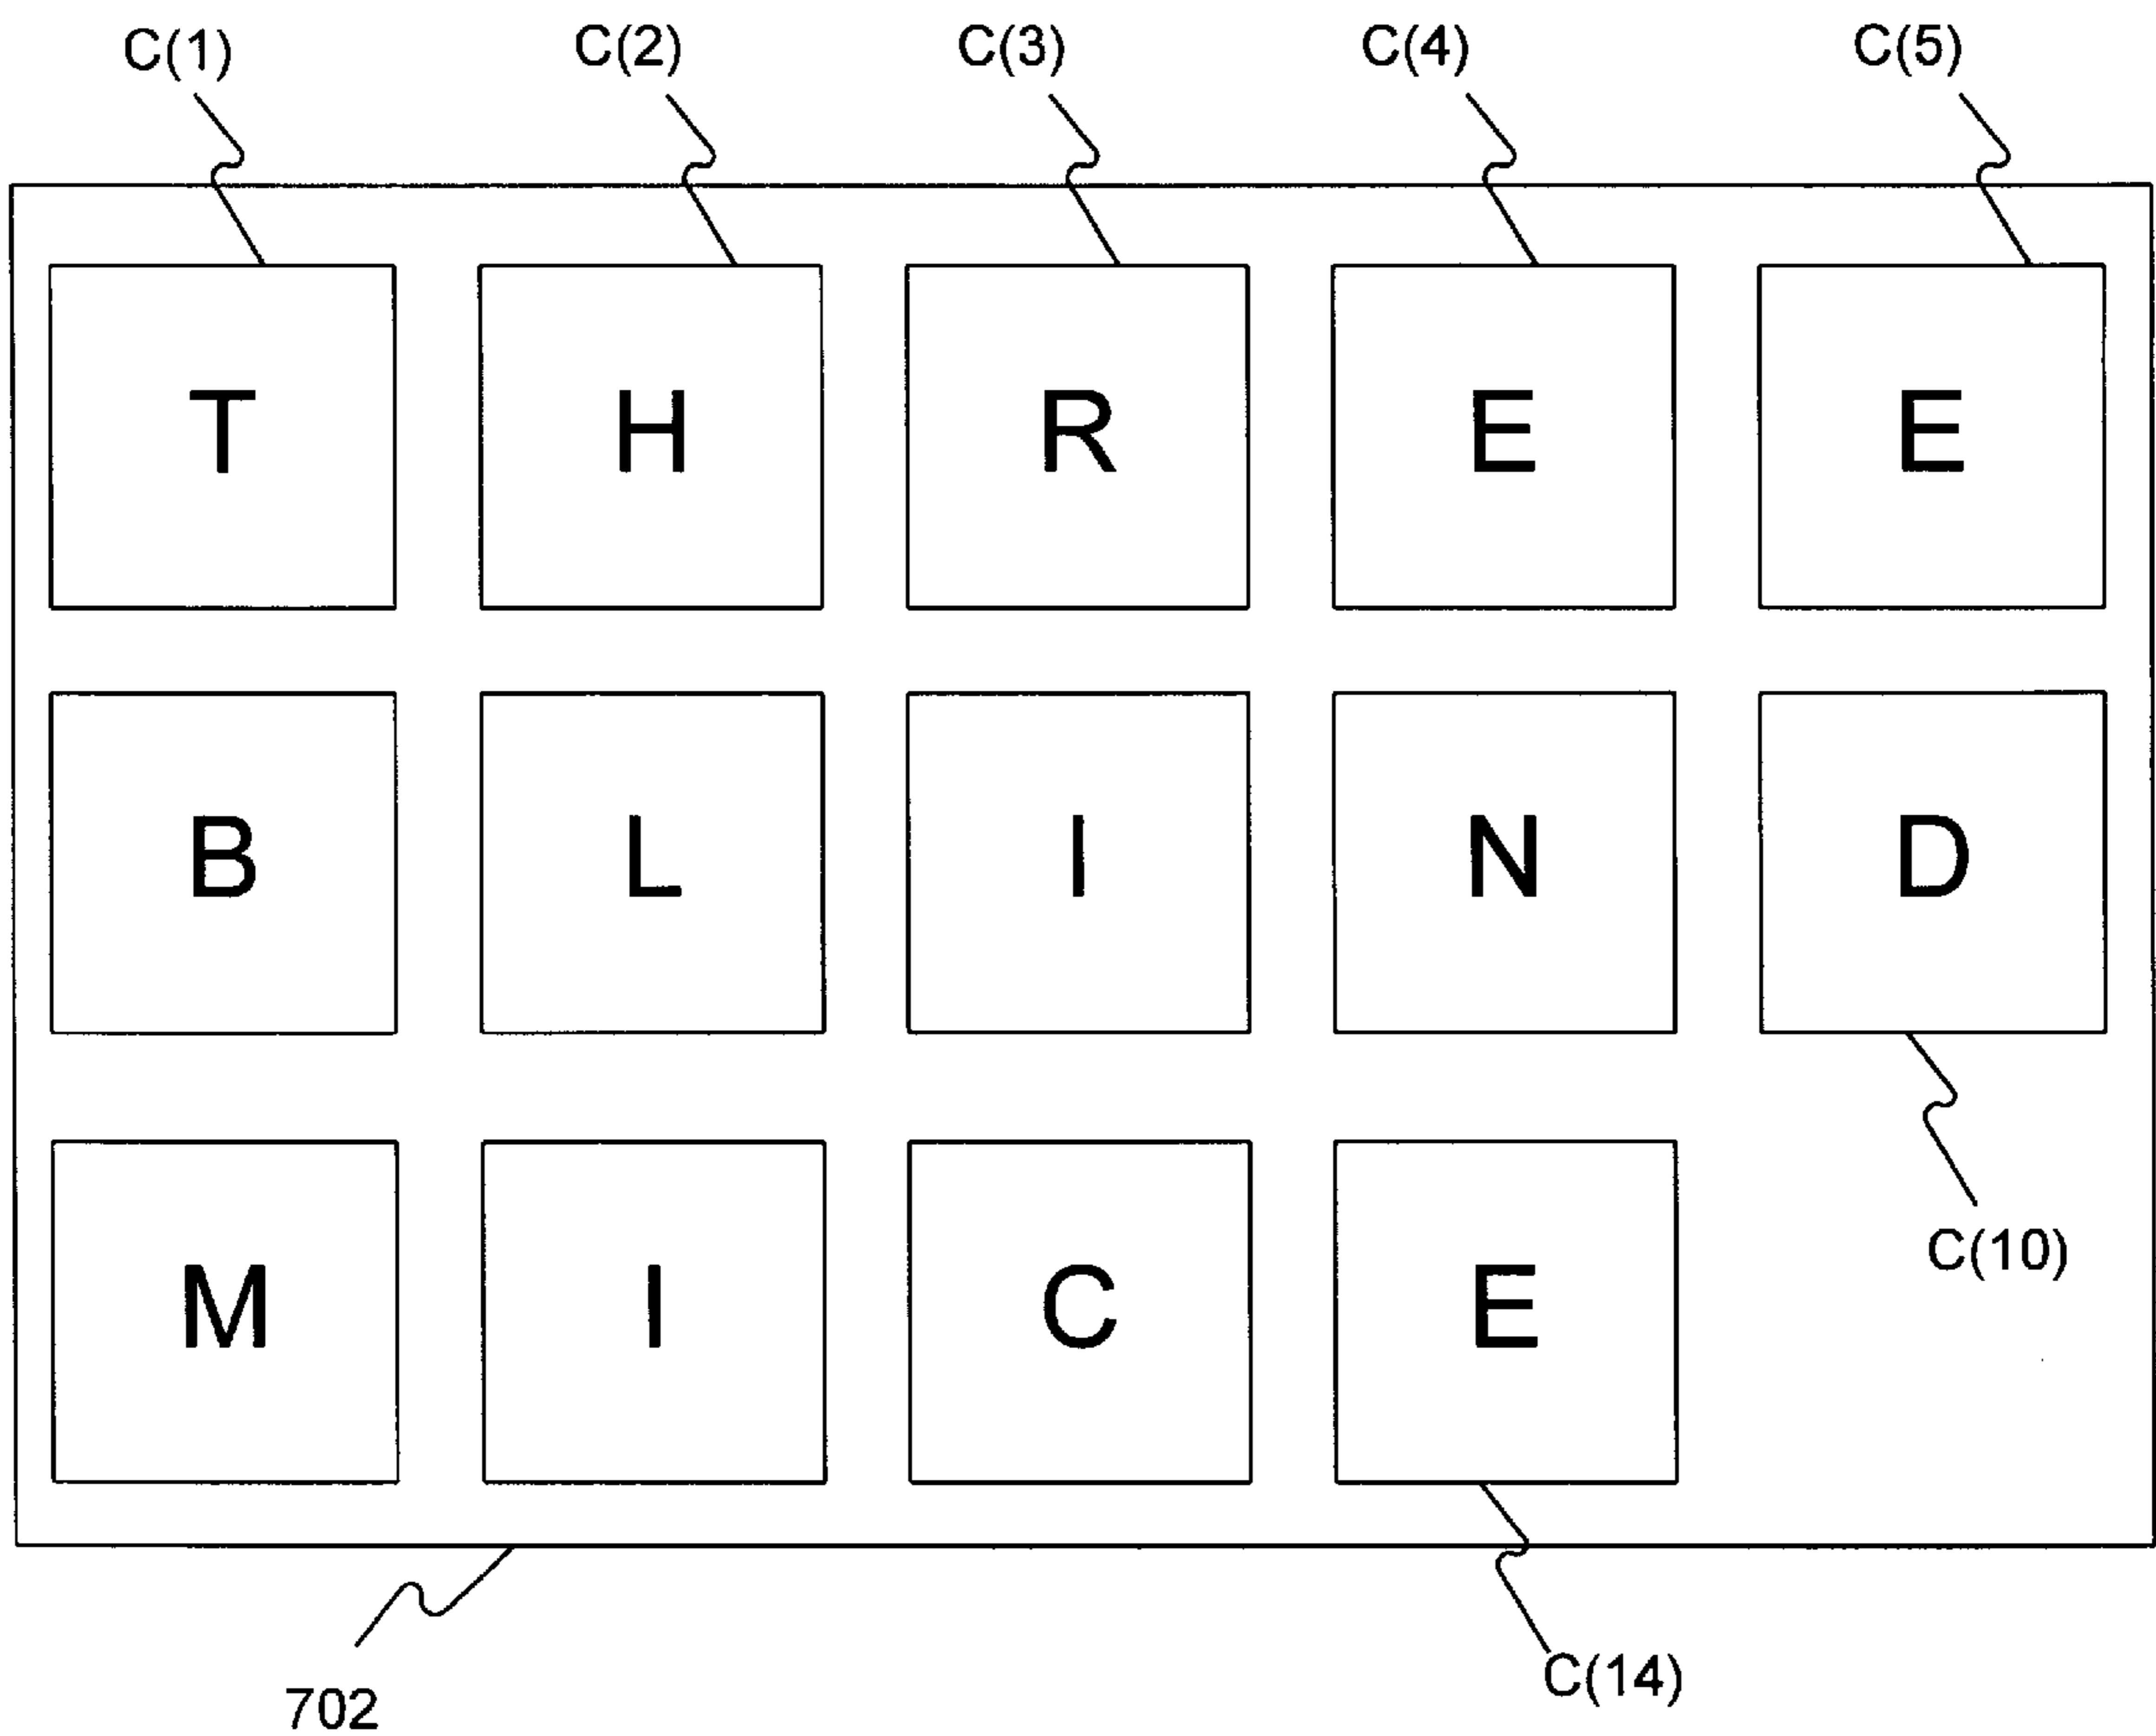 C(1) C(2) C(3) C(4) C(5)
T H R E E
B L I N D
M I C E
C(10)
702
C(14)